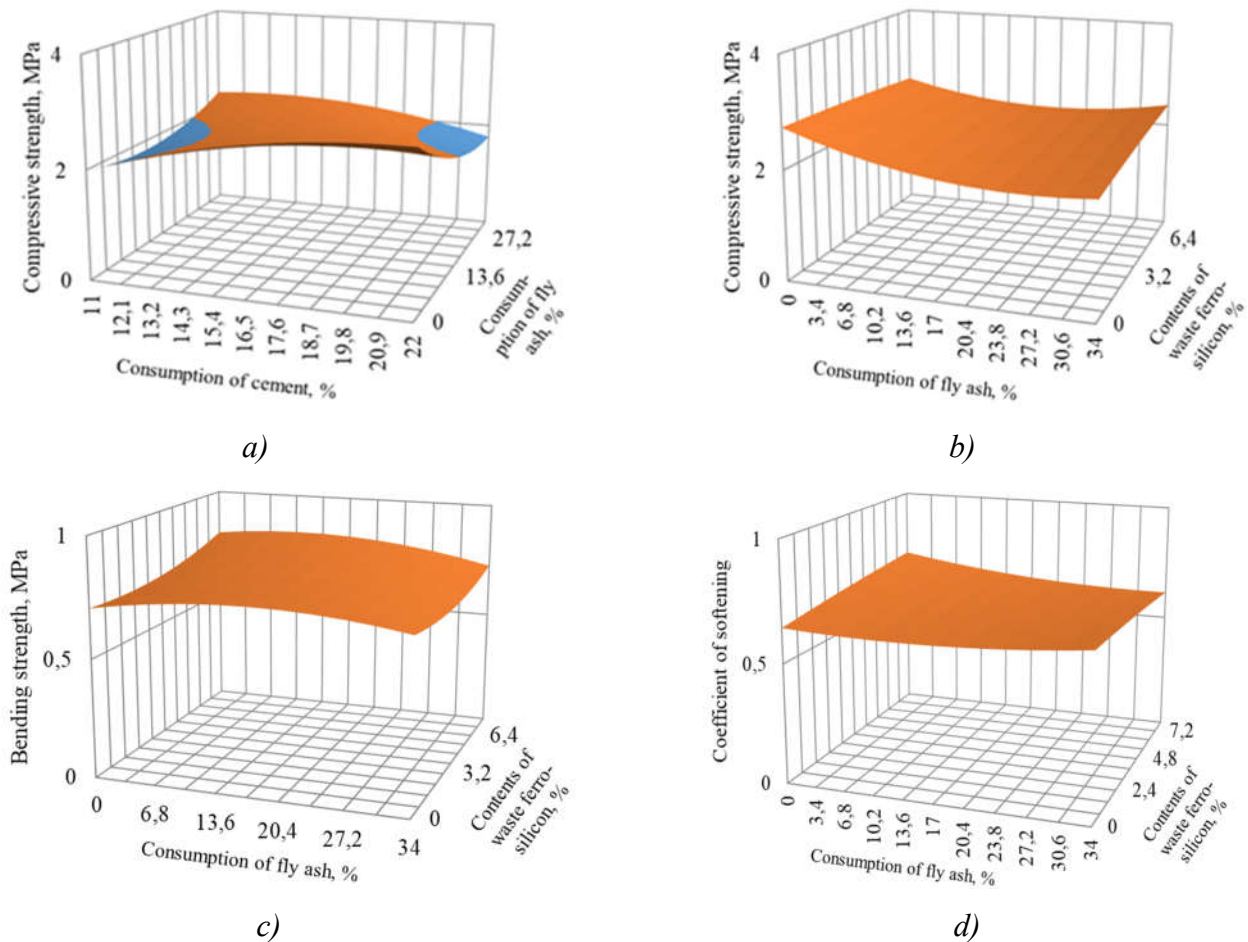 Compressive strength, MPa
4
2
0
11
12,1
13,2
14,3
15,4
16,5
17,6
18,7
19,8
20,9
22
Consumption of cement, %
0
13,6
27,2
Consum-
ption of fly
ash, %
a)
Compressive strength, MPa
4
2
0
0
3,4
6,8
10,2
13,6
17
20,4
23,8
27,2
30,6
34
Consumption of fly ash, %
0
3,2
6,4
Contents of
waste ferro-
silicon, %
b)
Bending strength, MPa
1
0,5
0
0
6,8
13,6
20,4
27,2
34
Consumption of fly ash, %
0
3,2
6,4
Contents of
waste ferro-
silicon, %
c)
Coefficient of softening
1
0,5
0
0
3,4
6,8
10,2
13,6
17
20,4
23,8
27,2
30,6
34
Consumption of fly ash, %
0
2,4
4,8
7,2
Contents of
waste ferro-
silicon, %
d)